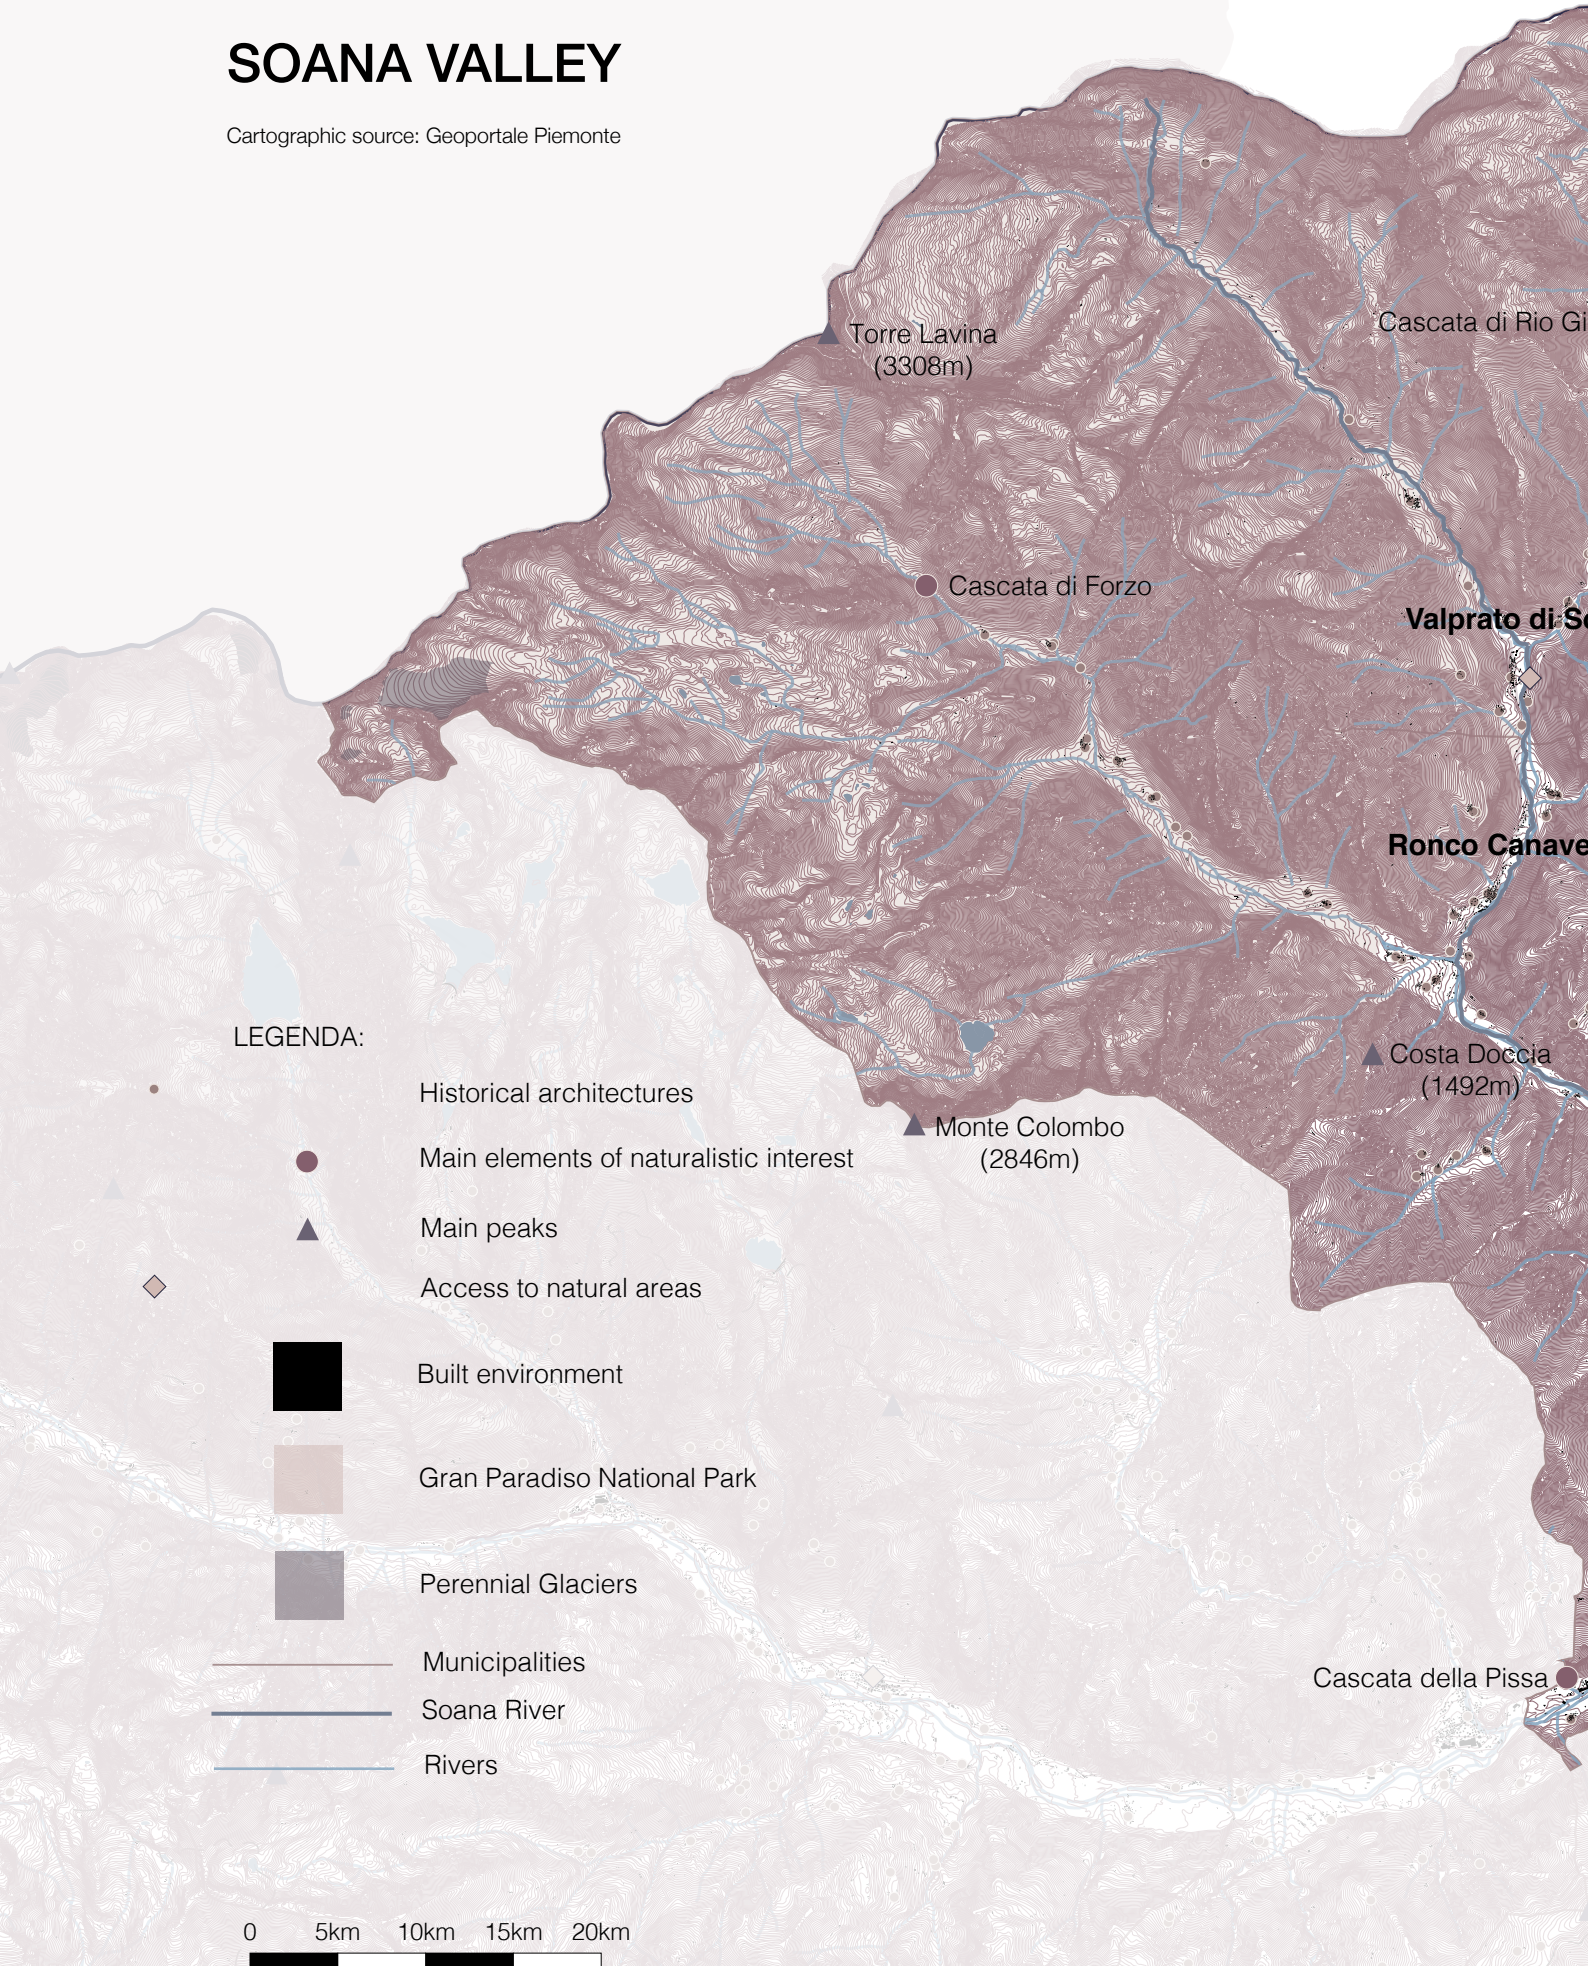 SOANA VALLEY
Cartographic source: Geoportale Piemonte
Torre Lavina
(3308m)
Cascata di Rio Gi
Cascata di Forzo
Valprato di So
Ronco Canave
Costa Doccia
(1492m)
Monte Colombo
(2846m)
LEGENDA:
Historical architectures
Main elements of naturalistic interest
Main peaks
Access to natural areas
Built environment
Gran Paradiso National Park
Perennial Glaciers
Municipalities
Soana River
Rivers
Cascata della Pissa
0 5km 10km 15km 20km